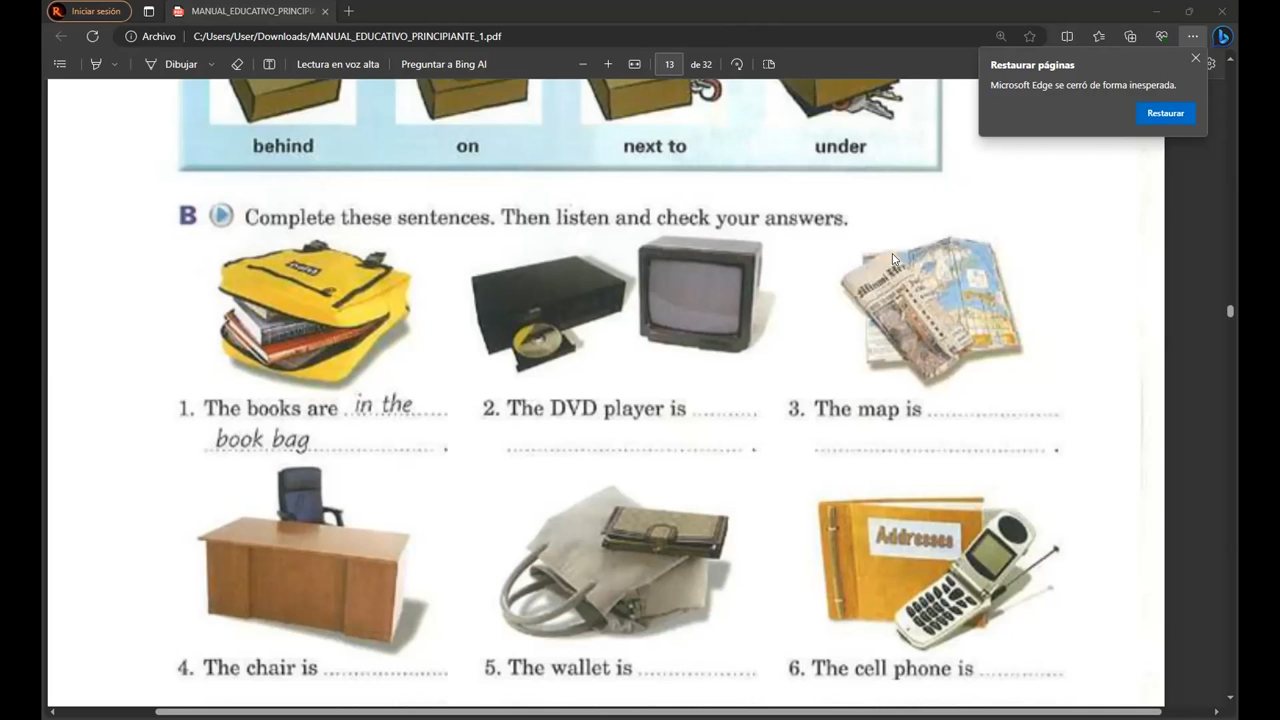 Iniciar sesión
MANUAL_EDUCATIVO_PRINCIPI
Archivo
C:/Users/User/Downloads/MANUAL_EDUCATIVO_PRINCIPIANTE_1.pdf
Dibujar
Lectura en voz alta
Preguntar a Bing AI
13 de 32
Restaurar páginas
Microsoft Edge se cerró de forma inesperada.
Restaurar
behind on next to under
B Complete these sentences. Then listen and check your answers.
1. The books are in the
book bag.
2. The DVD player is ..........
.
3. The map is ..........
.
Addresses
4. The chair is ..........
5. The wallet is ..........
6. The cell phone is ..........